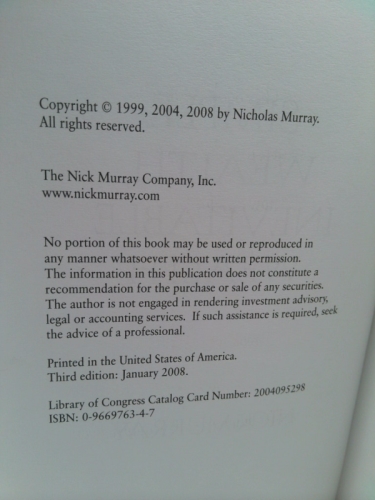 Copyright © 1999, 2004, 2008 by Nicholas Murray.
All rights reserved.
The Nick Murray Company, Inc.
www.nickmurray.com
No portion of this book may be used or reproduced in
any manner whatsoever without written permission.
The information in this publication does not constitute a
recommendation for the purchase or sale of any securities.
The author is not engaged in rendering investment advisory,
legal or accounting services. If such assistance is required, seek
the advice of a professional.
Printed in the United States of America.
Third edition: January 2008.
Library of Congress Catalog Card Number: 2004095298
ISBN: 0-9669763-4-7